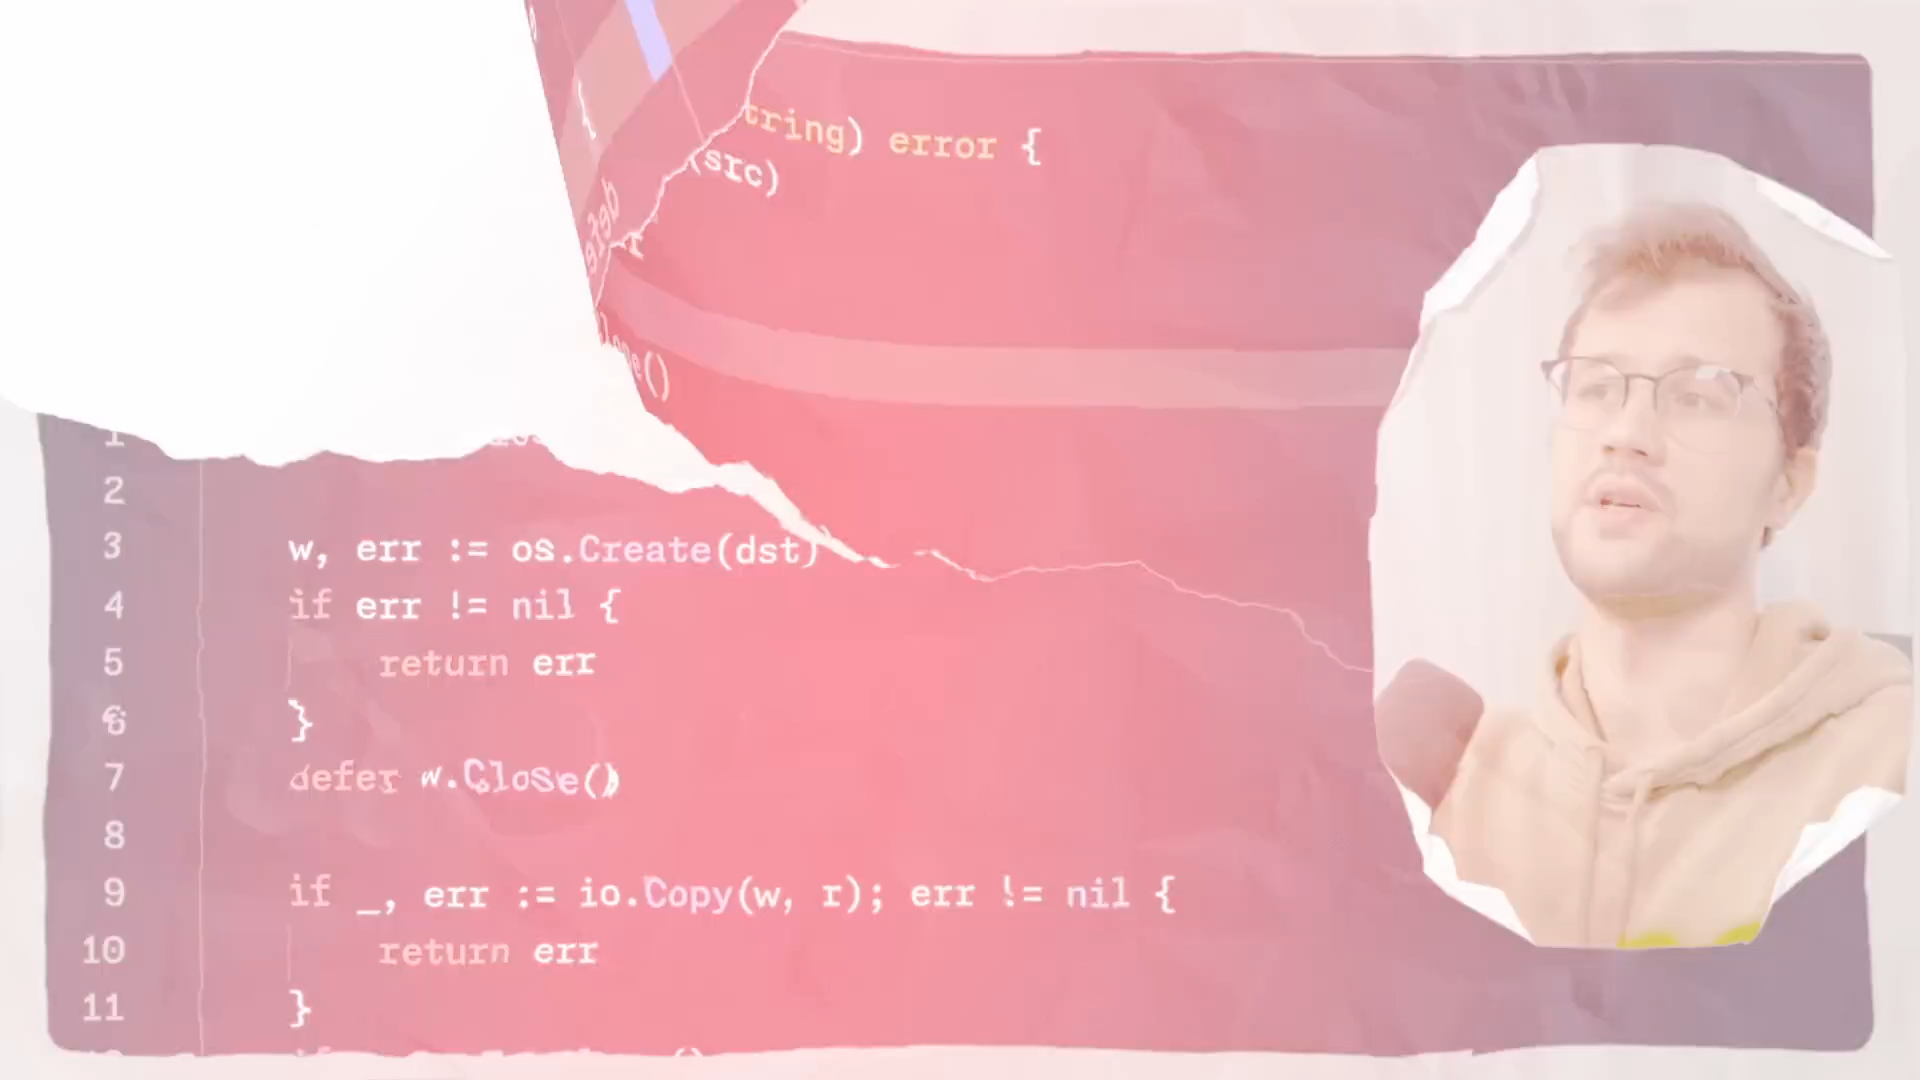 tring) error {
(src)
1
2
3 w, err := os.Create(dst)
4 if err != nil {
5 return err
6 }
7 defer w.Close()
8
9 if _, err := io.Copy(w, r); err != nil {
10 return err
11 }